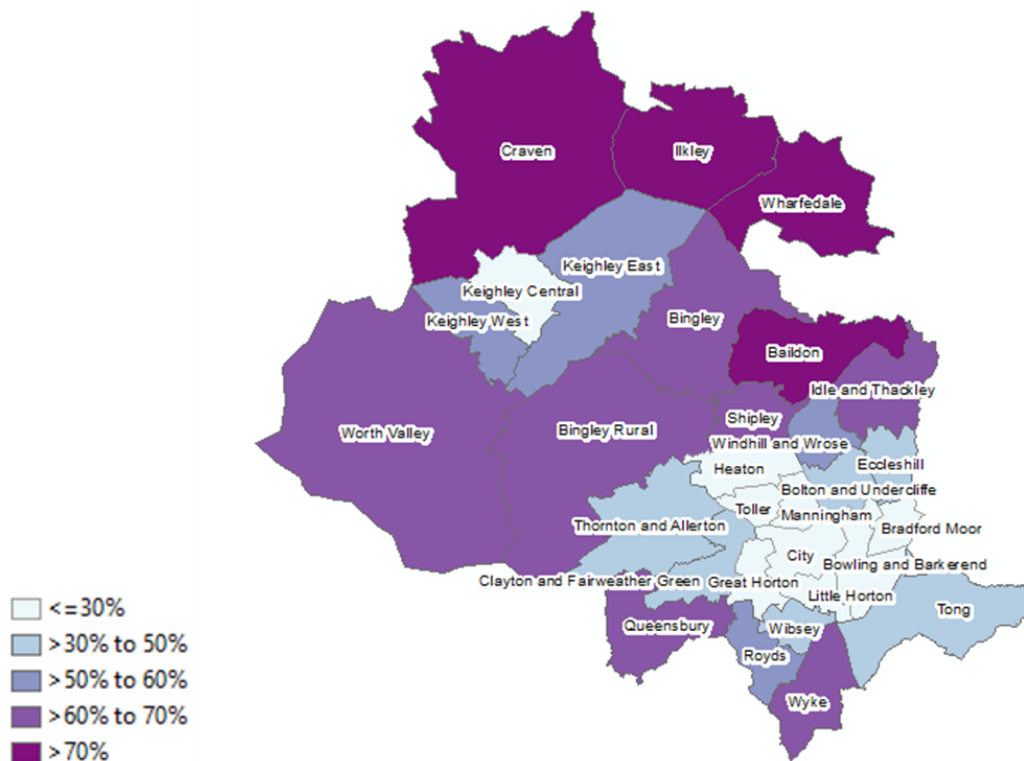 Craven
Ilkley
Wharfedale
Keighley East
Keighley Central
Keighley West
Bingley
Baildon
Idle and Thackley
Shipley
Worth Valley
Bingley Rural
Windhill and Wrose
Heaton
Eccleshill
Bolton and Undercliffe
Toller
Manningham
Thornton and Allerton
Bradford Moor
City
Bowling and Barkerend
Clayton and Fairweather Green
Great Horton
Little Horton
Tong
Queensbury
Wibsey
Royds
Wyke
<=30%
>30% to 50%
>50% to 60%
>60% to 70%
>70%